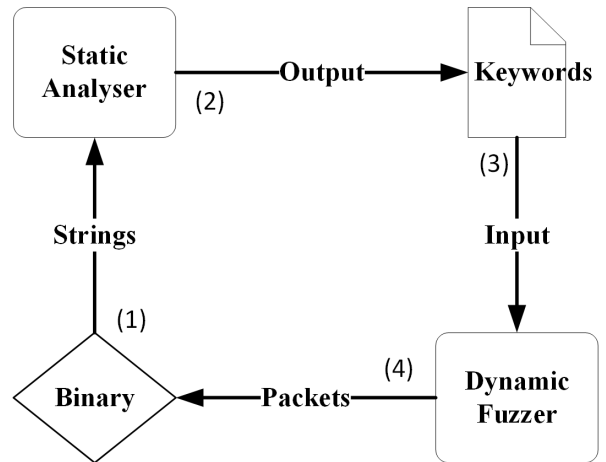 Static
Analyser
Output
Keywords
(2)
(3)
Strings
Input
(1)
(4)
Binary
Packets
Dynamic
Fuzzer